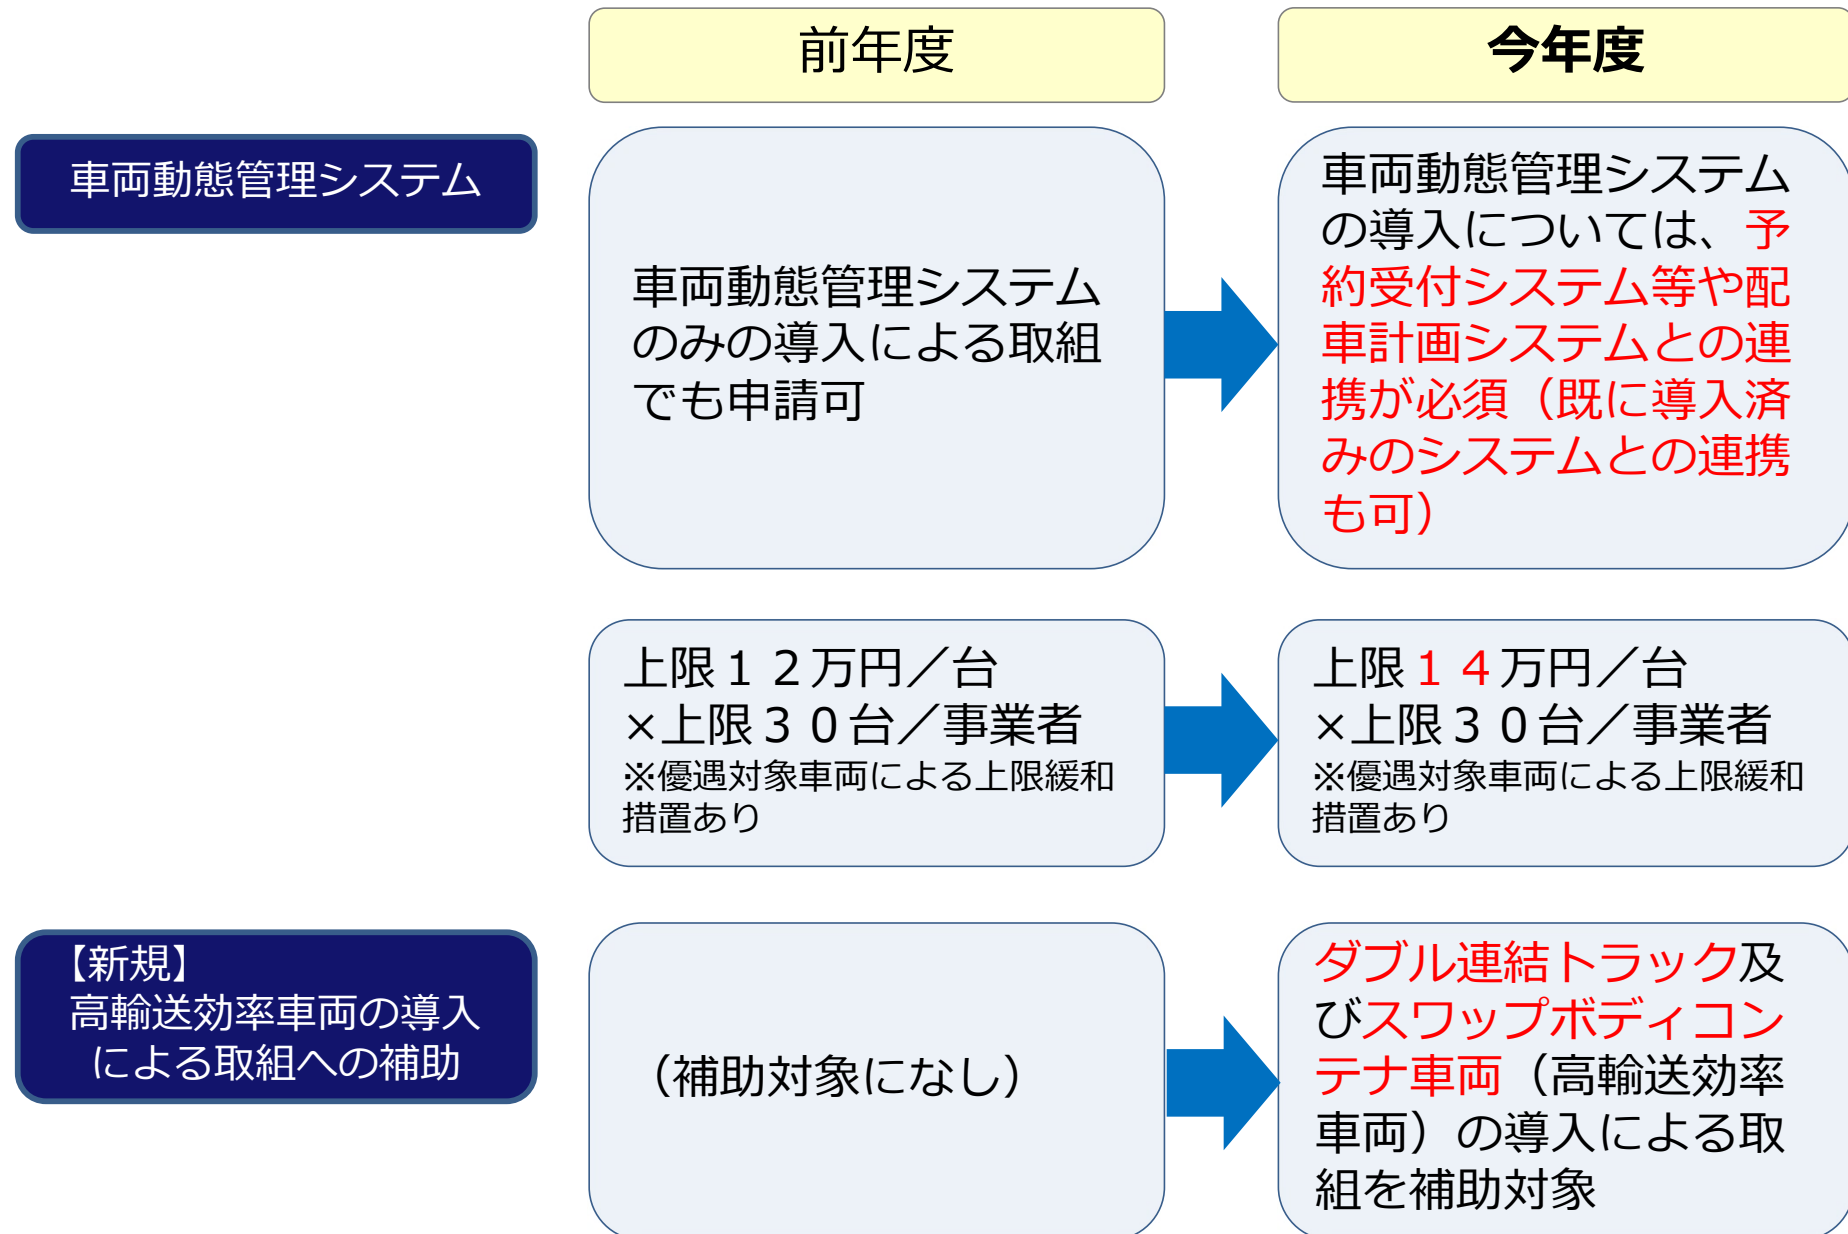 前年度
今年度
車両動態管理システム
車両動態管理システム
のみの導入による取組
でも申請可
車両動態管理システム
の導入については、予
約受付システム等や配
車計画システムとの連
携が必須（既に導入済
みのシステムとの連携
も可）
上限１２万円／台
×上限３０台／事業者
※優遇対象車両による上限緩和
措置あり
上限１４万円／台
×上限３０台／事業者
※優遇対象車両による上限緩和
措置あり
【新規】
高輸送効率車両の導入
による取組への補助
（補助対象になし）
ダブル連結トラック及
びスワップボディコン
テナ車両（高輸送効率
車両）の導入による取
組を補助対象